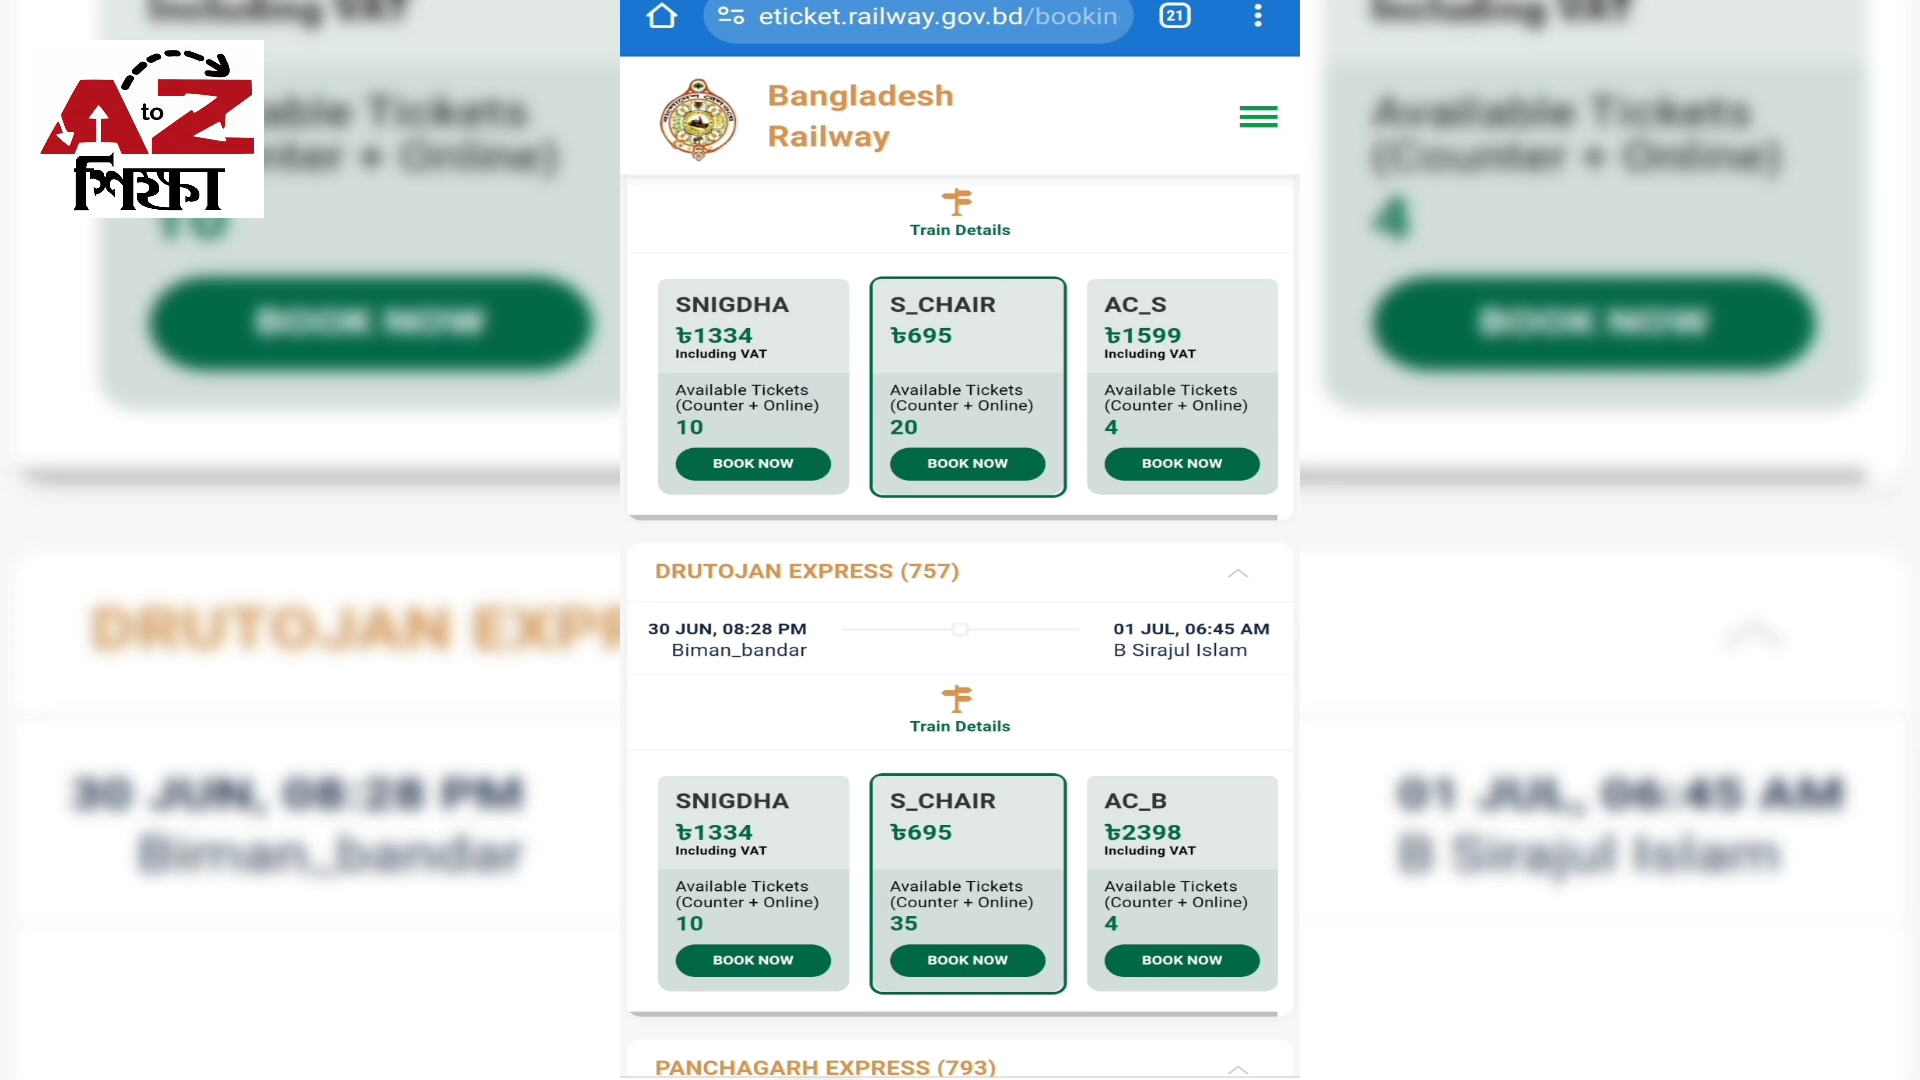 A to Z
শিক্ষা
eticket.railway.gov.bd/bookin
21
Bangladesh
Railway
Train Details
SNIGDHA
৳1334
Including VAT
Available Tickets
(Counter + Online)
10
BOOK NOW
S_CHAIR
৳695
Available Tickets
(Counter + Online)
20
BOOK NOW
AC_S
৳1599
Including VAT
Available Tickets
(Counter + Online)
4
BOOK NOW
DRUTOJAN EXPRESS (757)
30 JUN, 08:28 PM
Biman_bandar
01 JUL, 06:45 AM
B Sirajul Islam
Train Details
SNIGDHA
৳1334
Including VAT
Available Tickets
(Counter + Online)
10
BOOK NOW
S_CHAIR
৳695
Available Tickets
(Counter + Online)
35
BOOK NOW
AC_B
৳2398
Including VAT
Available Tickets
(Counter + Online)
4
BOOK NOW
PANCHAGARH EXPRESS (793)